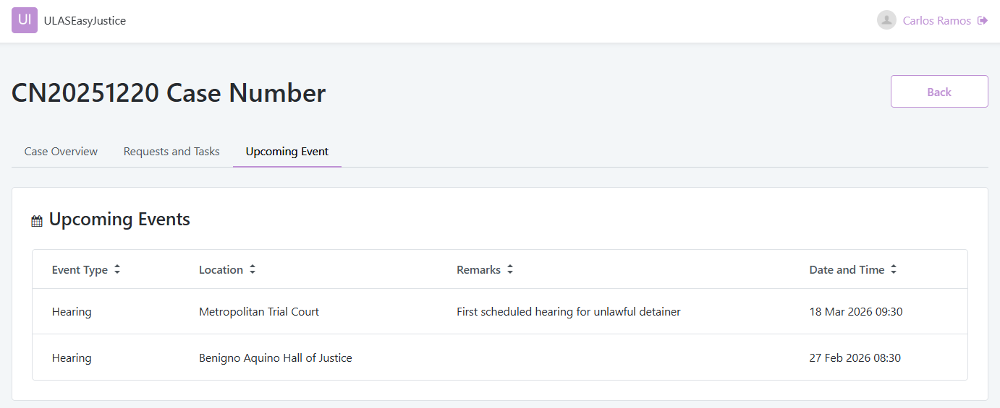 UI ULASEasyJustice Carlos Ramos
CN20251220 Case Number Back
Case Overview Requests and Tasks Upcoming Event
Upcoming Events
Event Type Location Remarks Date and Time
Hearing Metropolitan Trial Court First scheduled hearing for unlawful detainer 18 Mar 2026 09:30
Hearing Benigno Aquino Hall of Justice 27 Feb 2026 08:30